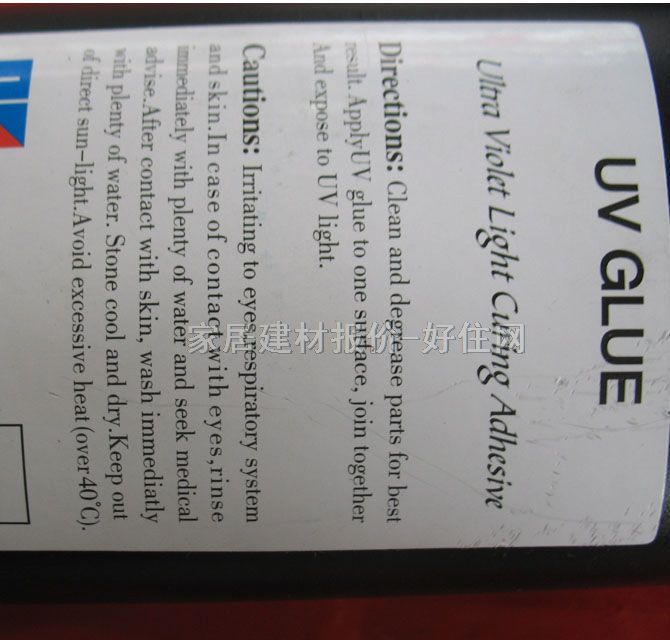 UV GLUE
Ultra Violet Light Curing Adhesive
Directions: Clean and degrease parts for best
result.ApplyUV glue to one surface, join together
And expose to UV light.
Cautions: Irritating to eyes,respiratory system
and skin.In case of contact with eyes,rinse
immediately with plenty of water and seek medical
advise.After contact with skin, wash immediatly
with plenty of water. Stone cool and dry.Keep out
of direct sun-light.Avoid excessive heat(over40°C).
家居建材报价-好住网